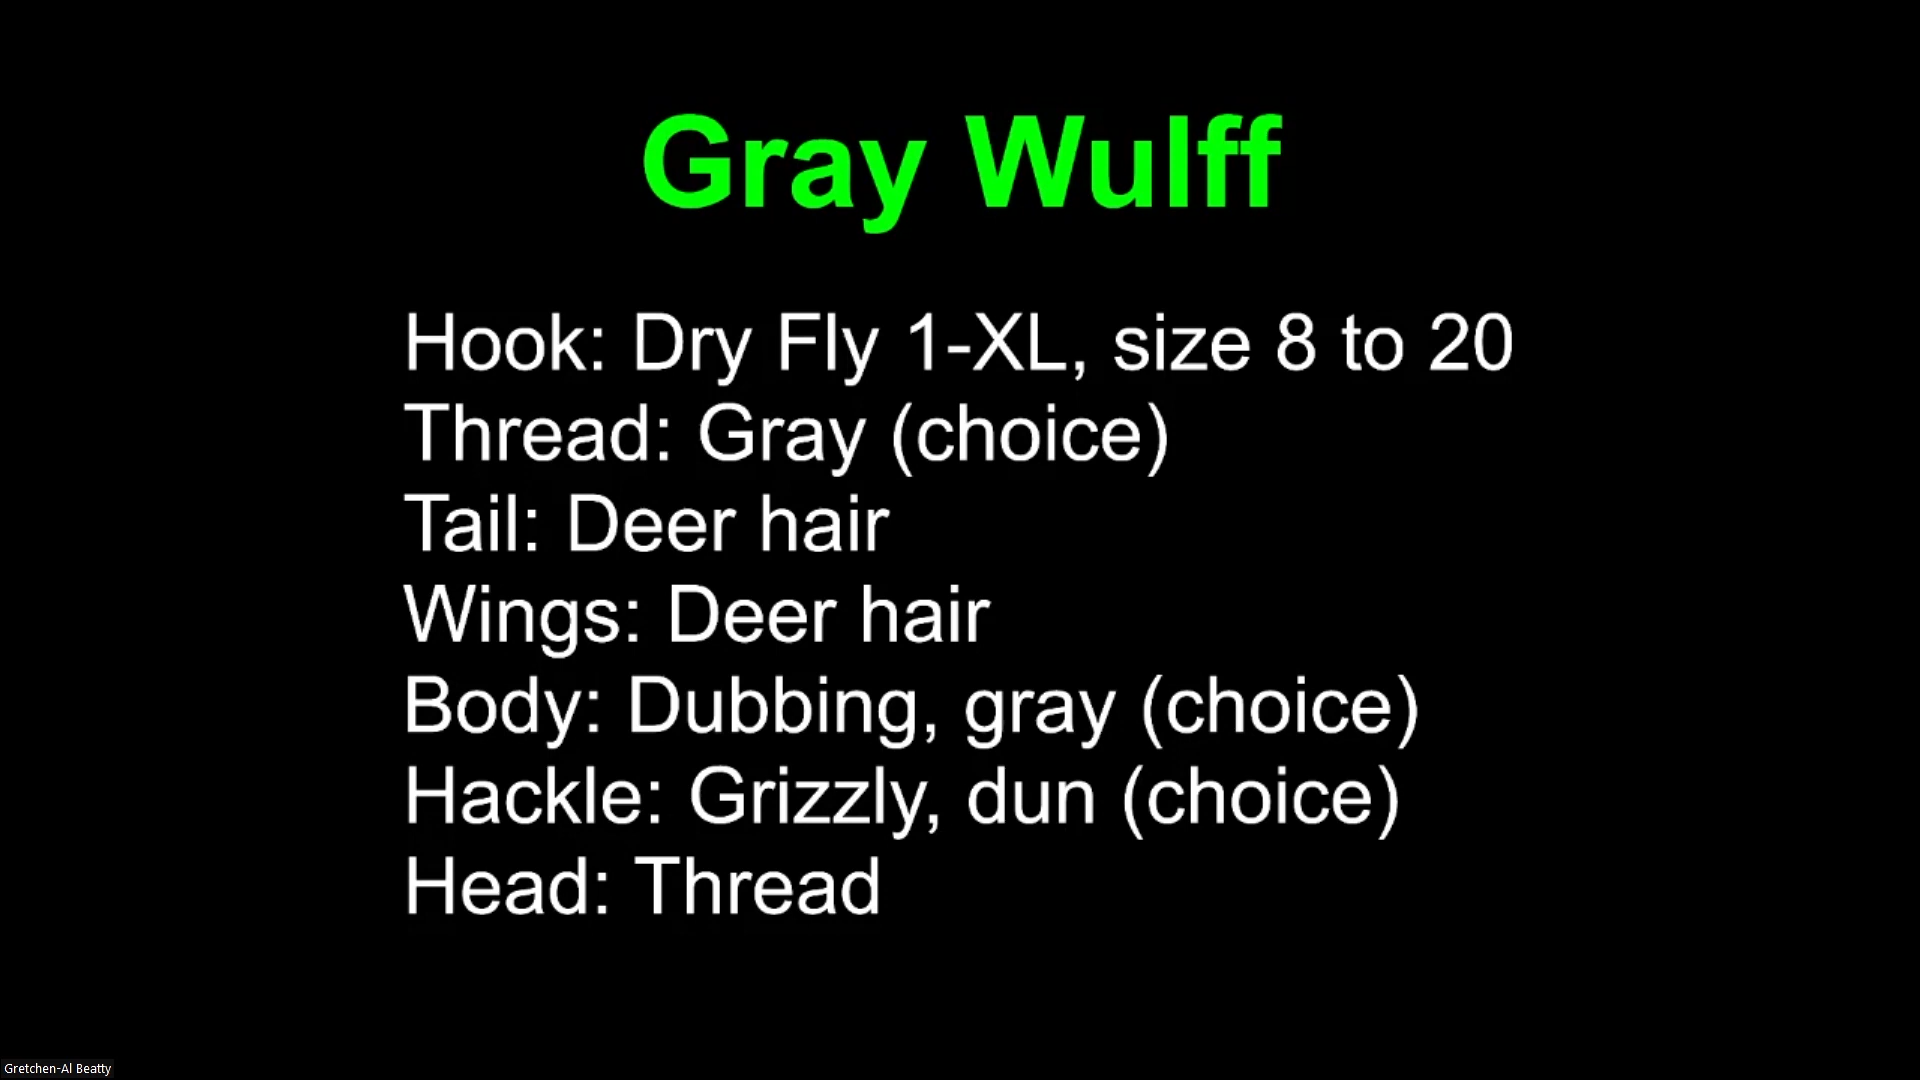 Gray Wulff
Hook: Dry Fly 1-XL, size 8 to 20
Thread: Gray (choice)
Tail: Deer hair
Wings: Deer hair
Body: Dubbing, gray (choice)
Hackle: Grizzly, dun (choice)
Head: Thread
Gretchen-Al Beatty